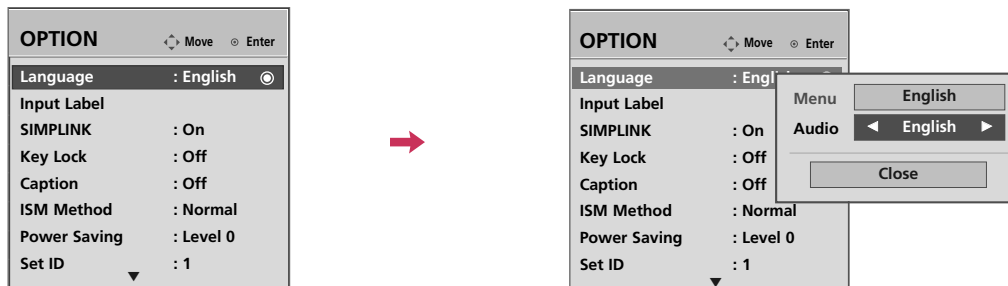 OPTION Move Enter
Language : English
Input Label
SIMPLINK : On
Key Lock : Off
Caption : Off
ISM Method : Normal
Power Saving : Level 0
Set ID : 1
OPTION Move Enter
Language : Engl
Input Label
SIMPLINK : On
Key Lock : Off
Caption : Off
ISM Method : Normal
Power Saving : Level 0
Set ID : 1
Menu English
Audio English
Close